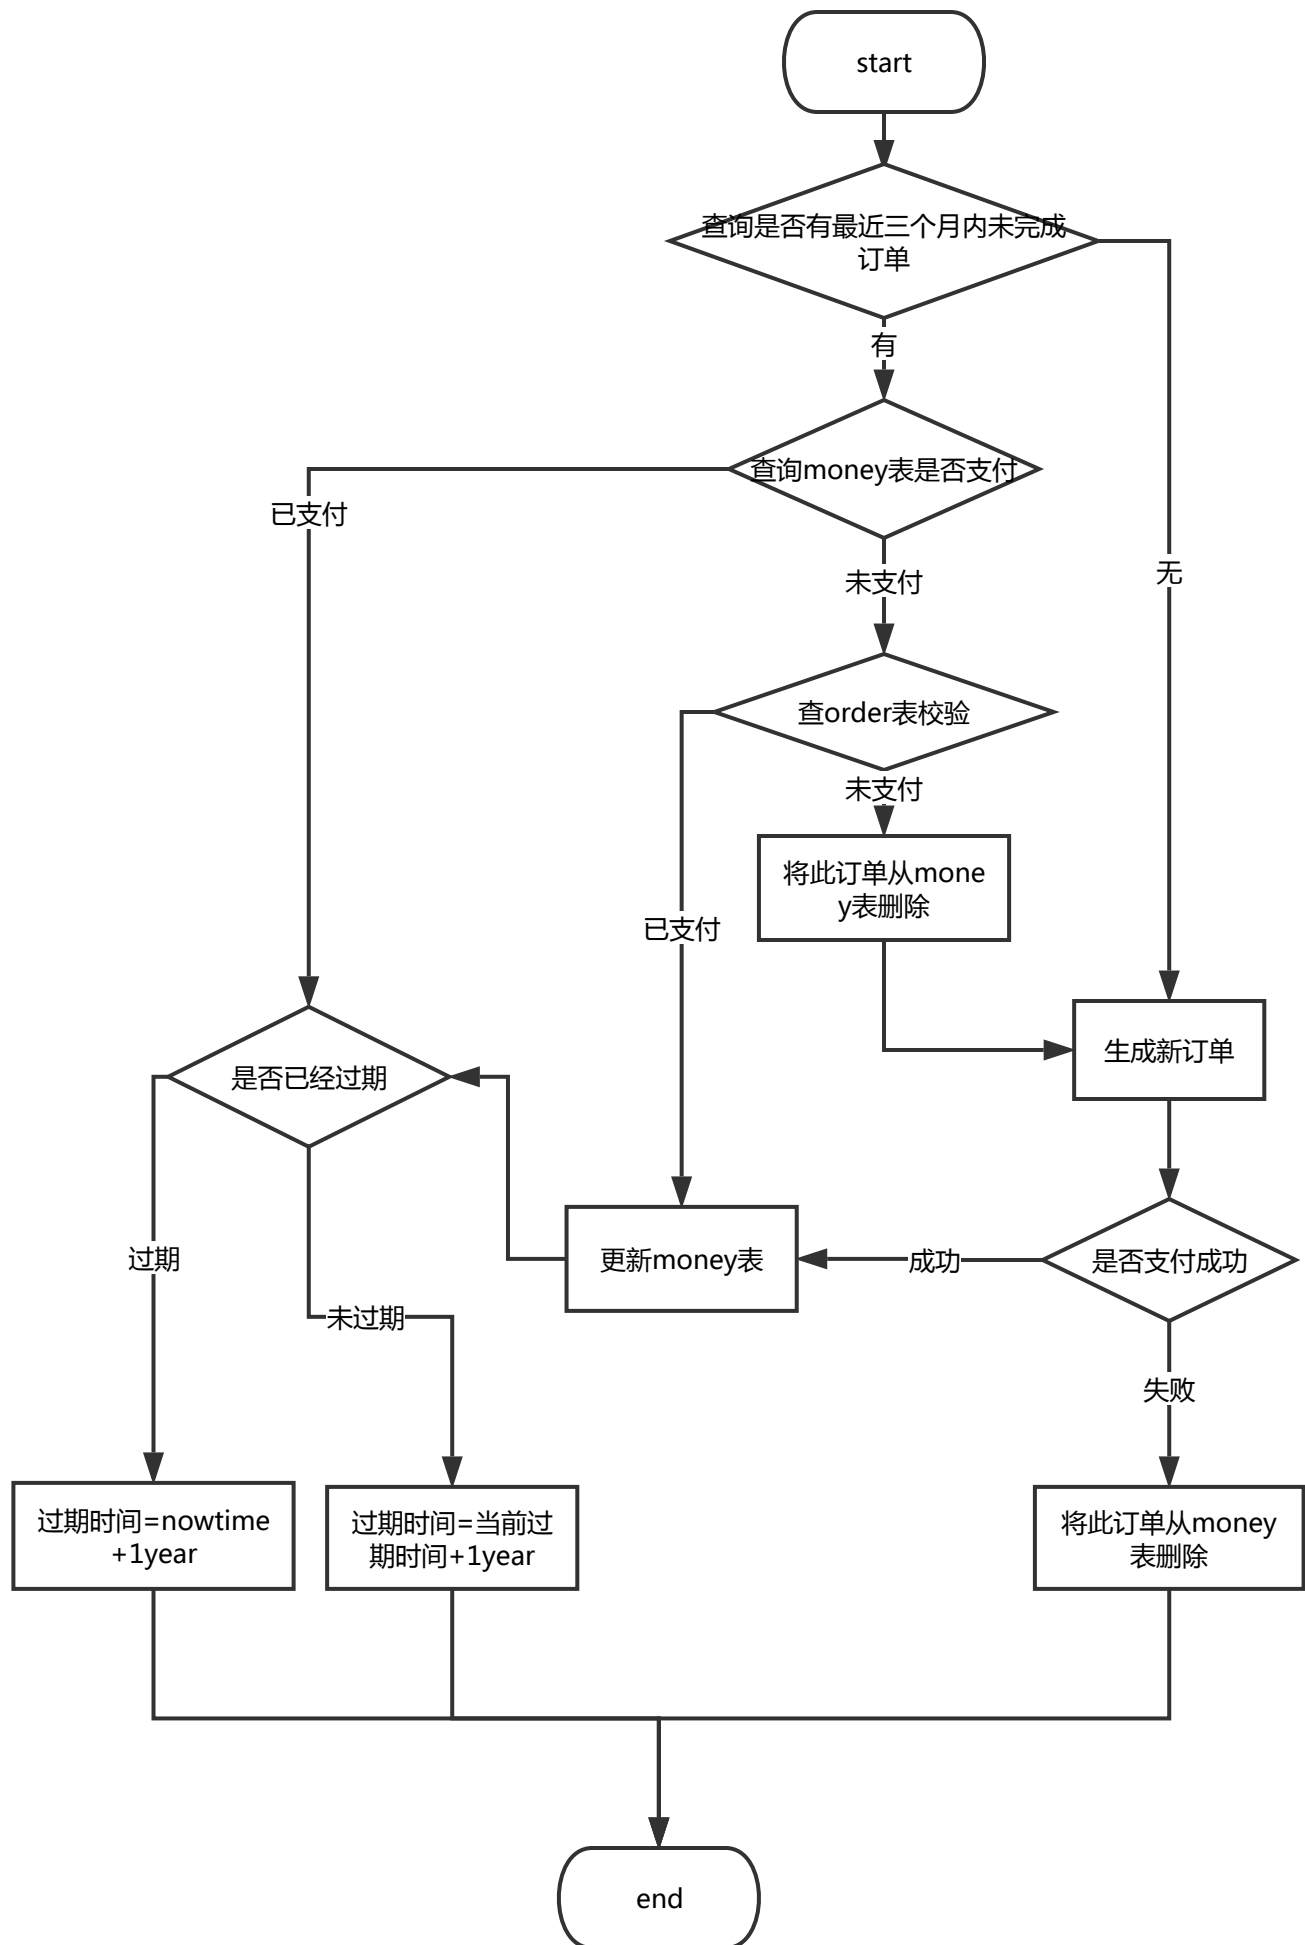 start
查询是否有最近三个月内未完成
订单
有
查询money表是否支付
已支付
无
未支付
查order表校验
未支付
将此订单从mone
y表删除
已支付
生成新订单
是否已经过期
过期
更新money表
成功
是否支付成功
未过期
失败
过期时间=nowtime
+1year
过期时间=当前过
期时间+1year
将此订单从money
表删除
end